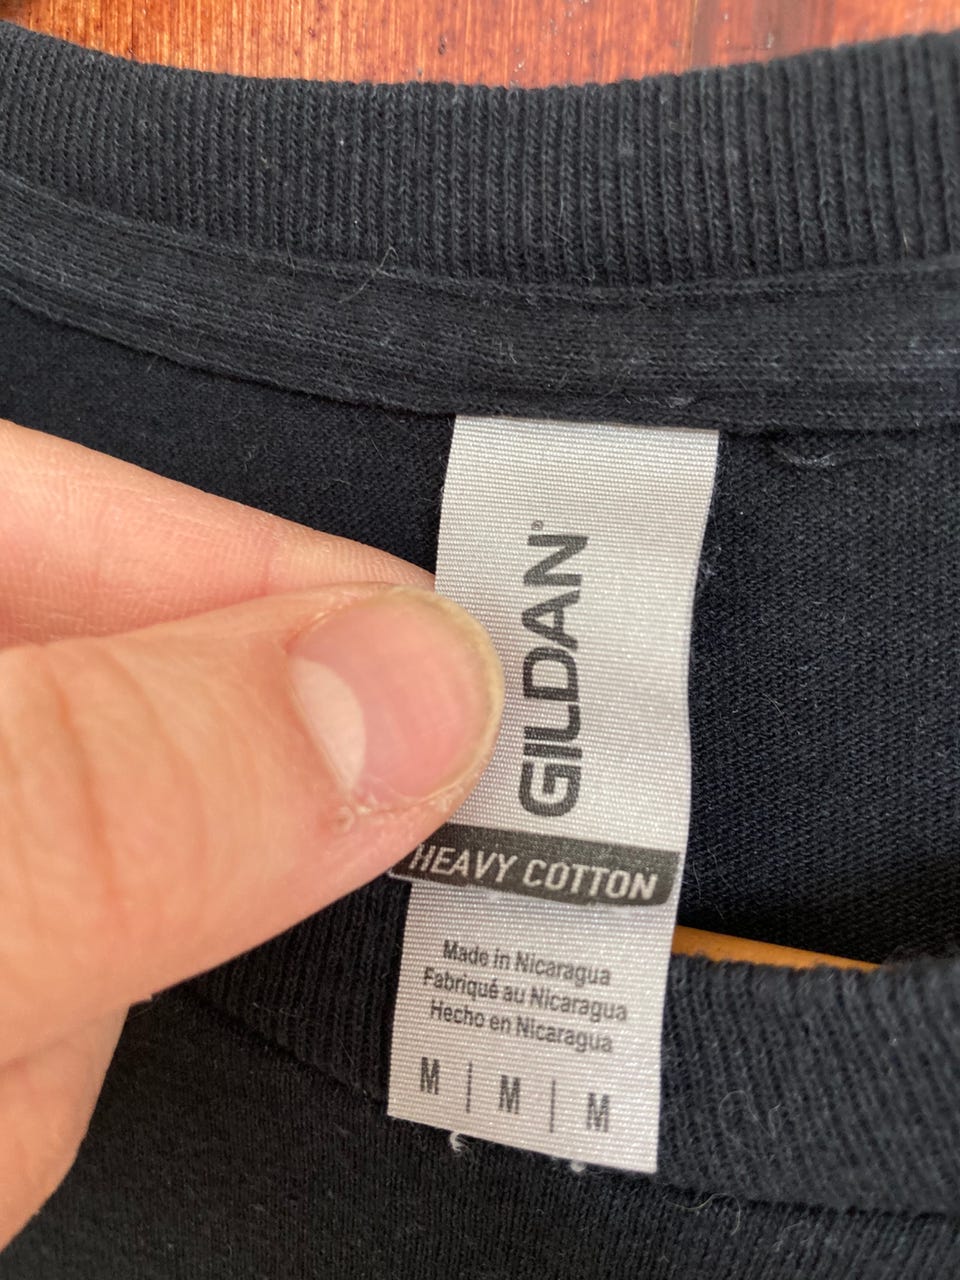 GILDAN®
HEAVY COTTON
Made in Nicaragua
Fabriqué au Nicaragua
Hecho en Nicaragua
M | M | M